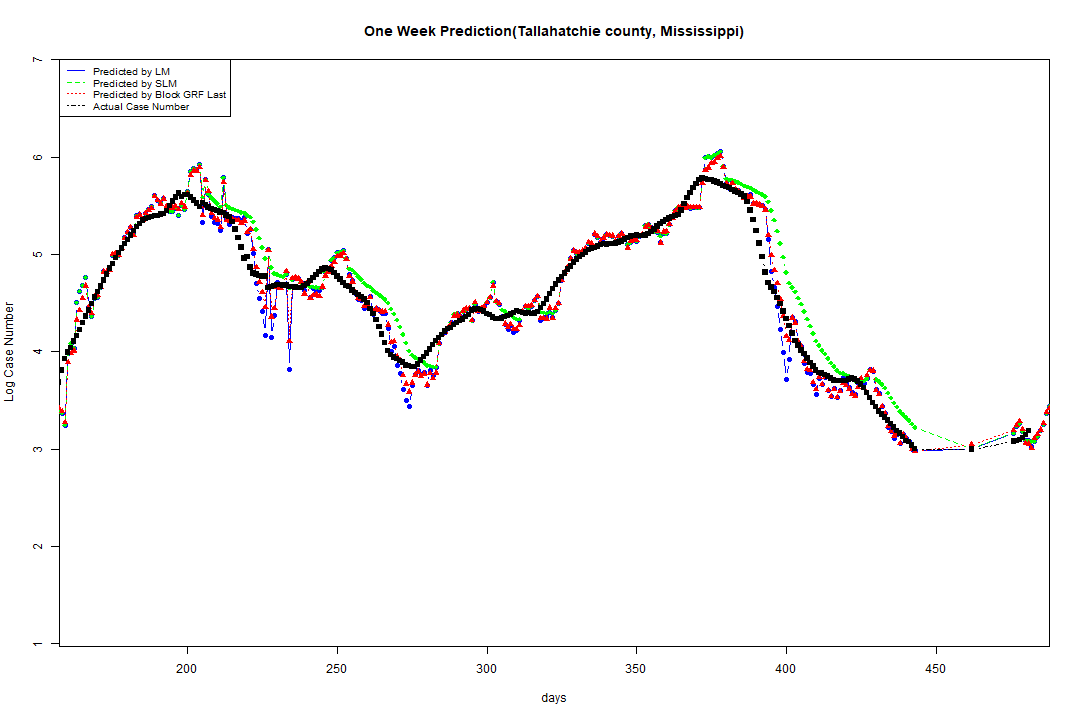 One Week Prediction(Tallahatchie county, Mississippi)
Predicted by LM
Predicted by SLM
Predicted by Block GRF Last
Actual Case Number
7
6
5
4
3
2
1
Log Case Number
200
250
300
350
400
450
days